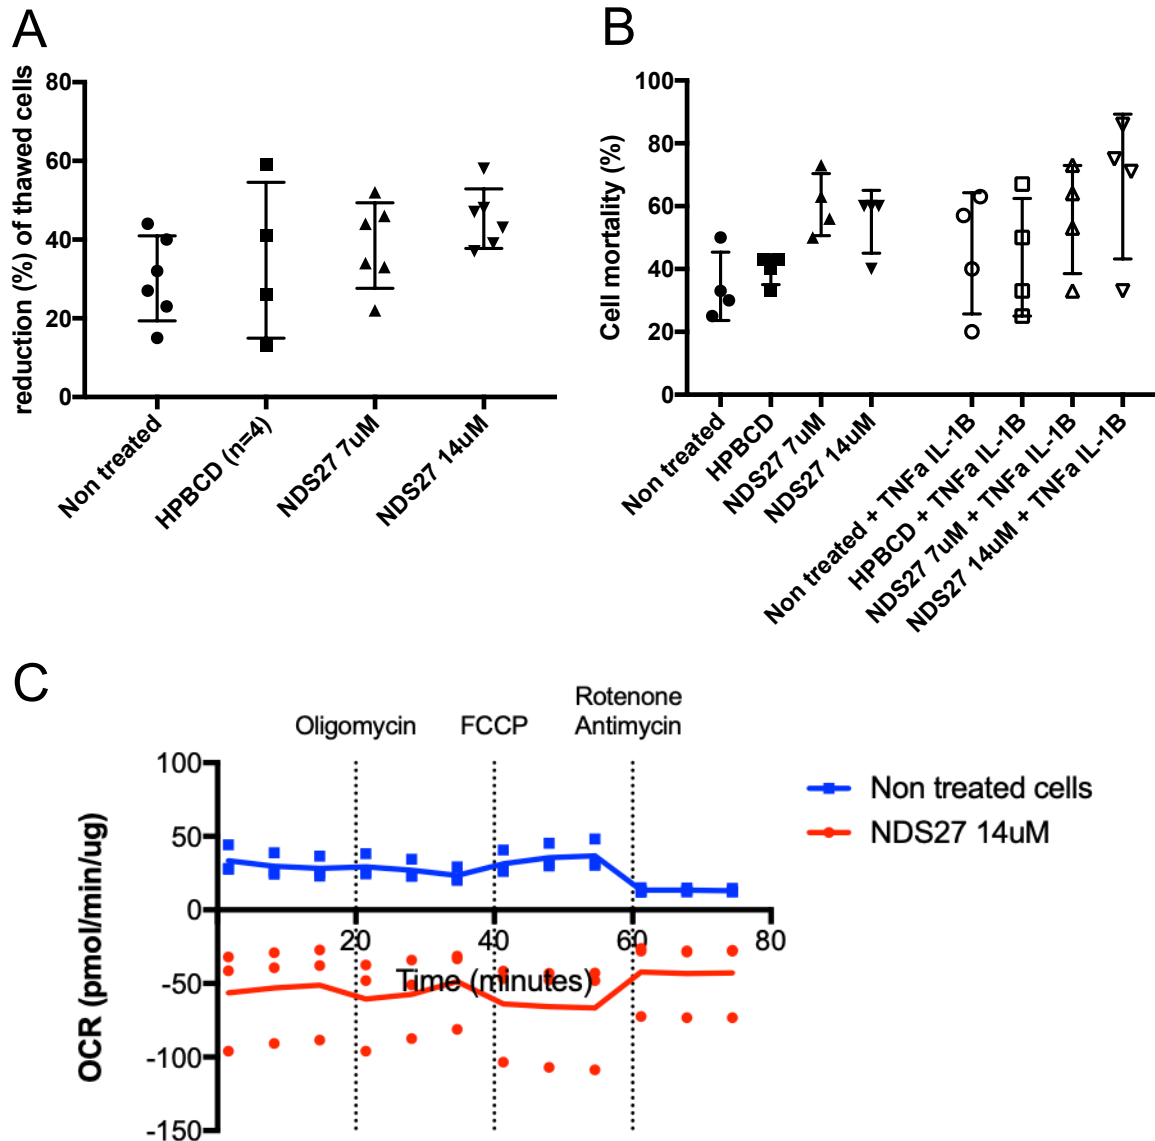 A
reduction (%) of thawed cells
80
60
40
20
0
Non treated
HPBCD (n=4)
NDS27 7uM
NDS27 14uM
B
Cell mortality (%)
100
80
60
40
20
0
Non treated
HPBCD
NDS27 7uM
NDS27 14uM
Non treated + TNFa IL-1B
HPBCD + TNFa IL-1B
NDS27 7uM + TNFa IL-1B
NDS27 14uM + TNFa IL-1B
C
Oligomycin
FCCP
Rotenone
Antimycin
OCR (pmol/min/ug)
100
50
0
-50
-100
-150
20
40
60
80
Time (minutes)
Non treated cells
NDS27 14uM